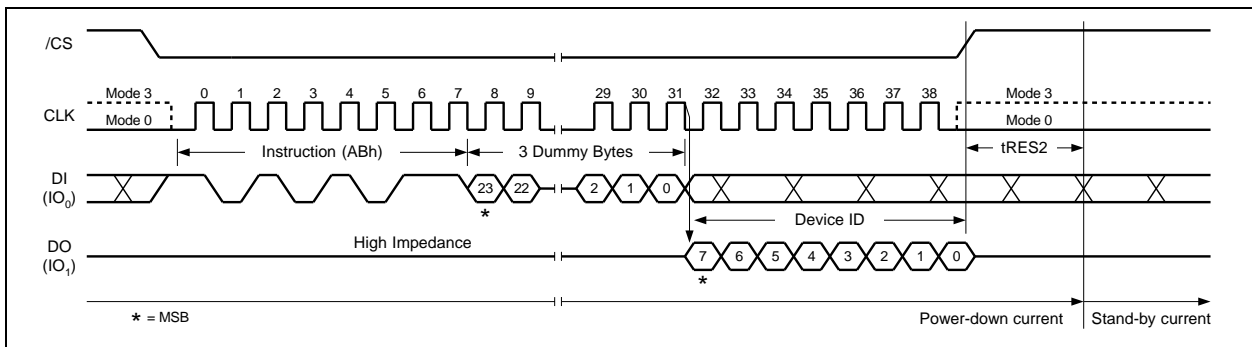 /CS
Mode 3 0 1 2 3 4 5 6 7 8 9 29 30 31 32 33 34 35 36 37 38 Mode 3
CLK
Mode 0 Mode 0
Instruction (ABh) 3 Dummy Bytes tRES2
DI
(IO0)
23 22 2 1 0
*
Device ID
High Impedance
DO
(IO1)
7 6 5 4 3 2 1 0
*
* = MSB
Power-down current Stand-by current